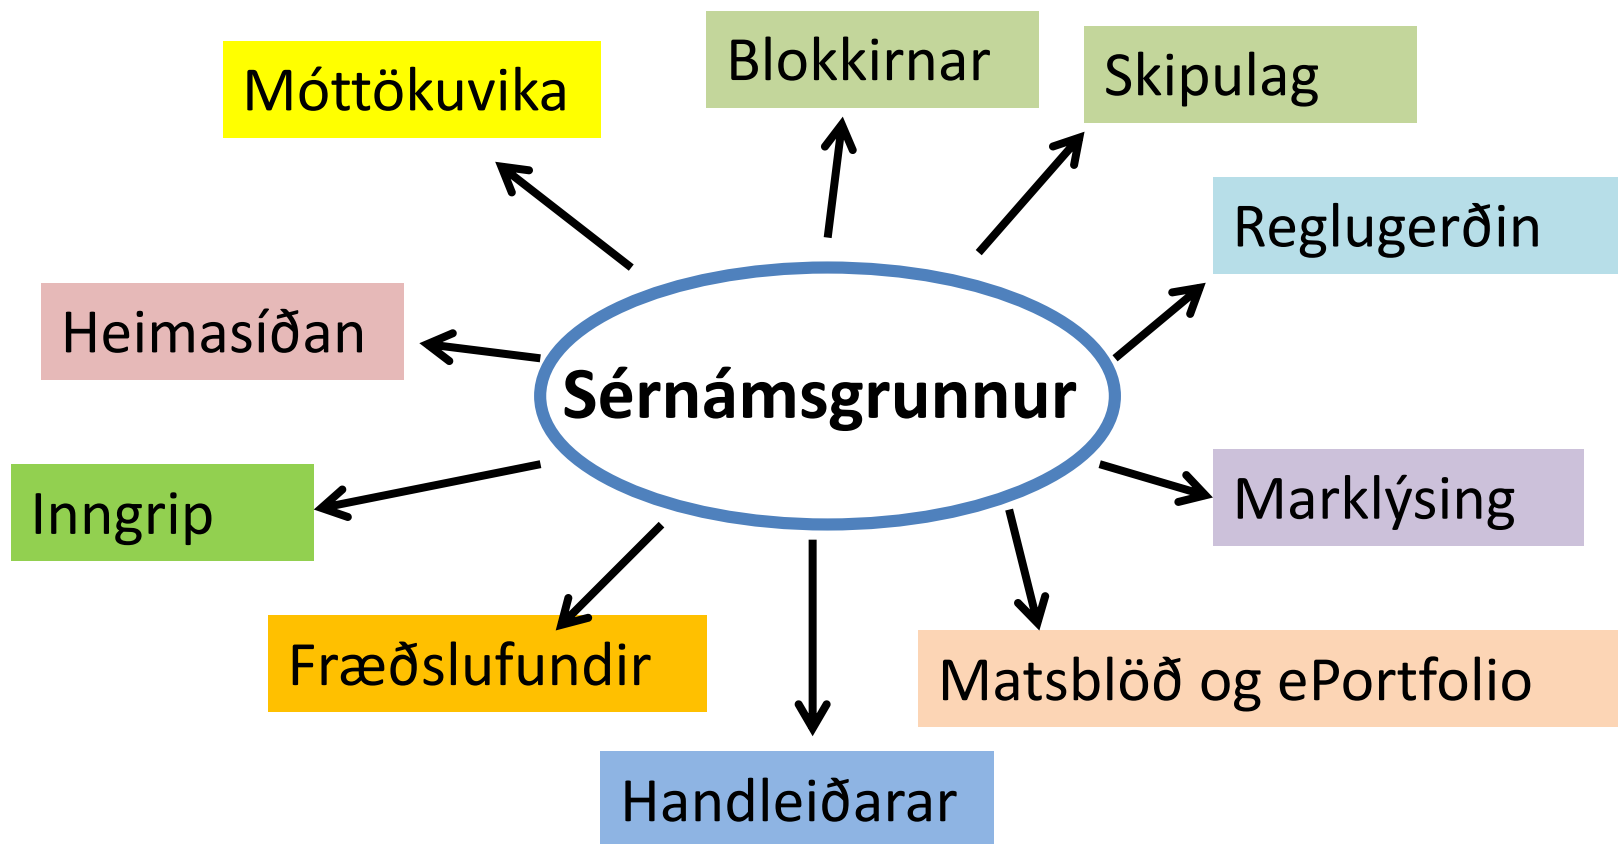 Blokkirnar
Skipulag
Móttökuvika
Reglugerðin
Heimasíðan
Sérnámsgrunnur
Marklýsing
Inngrip
Fræðslufundir
Matsblöð og ePortfolio
Handleiðarar